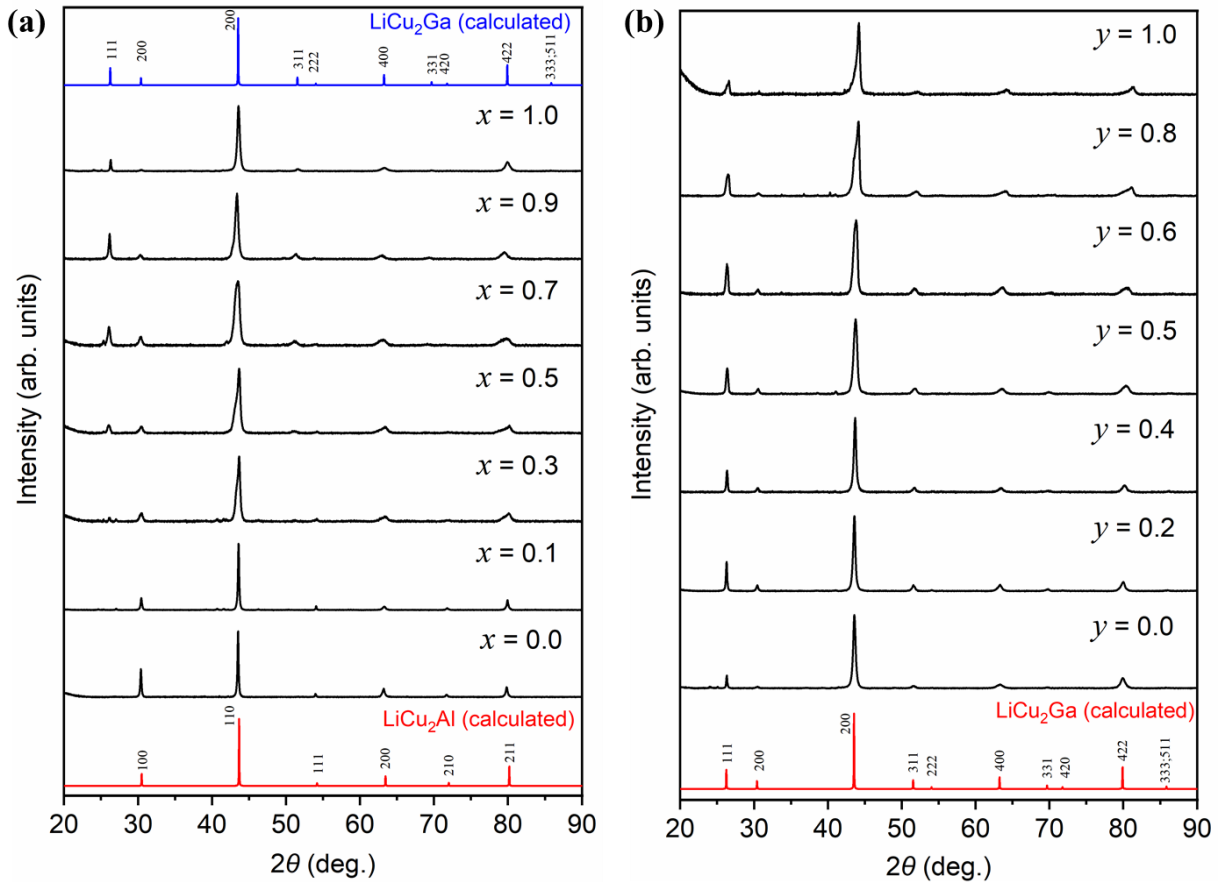 (a)
LiCu₂Ga (calculated)
111
200
200
311
222
400
331
420
422
333;511
x = 1.0
x = 0.9
x = 0.7
x = 0.5
x = 0.3
x = 0.1
x = 0.0
LiCu₂Al (calculated)
100
110
111
200
210
211
20 30 40 50 60 70 80 90
2θ (deg.)
Intensity (arb. units)
(b)
y = 1.0
y = 0.8
y = 0.6
y = 0.5
y = 0.4
y = 0.2
y = 0.0
LiCu₂Ga (calculated)
111
200
200
311
222
400
331
420
422
333;511
20 30 40 50 60 70 80 90
2θ (deg.)
Intensity (arb. units)